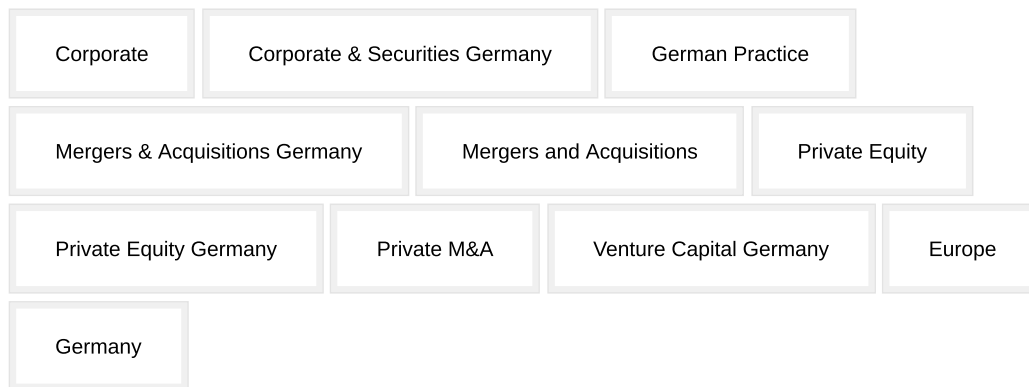 Corporate Corporate & Securities Germany German Practice
Mergers & Acquisitions Germany Mergers and Acquisitions Private Equity
Private Equity Germany Private M&A Venture Capital Germany Europe
Germany